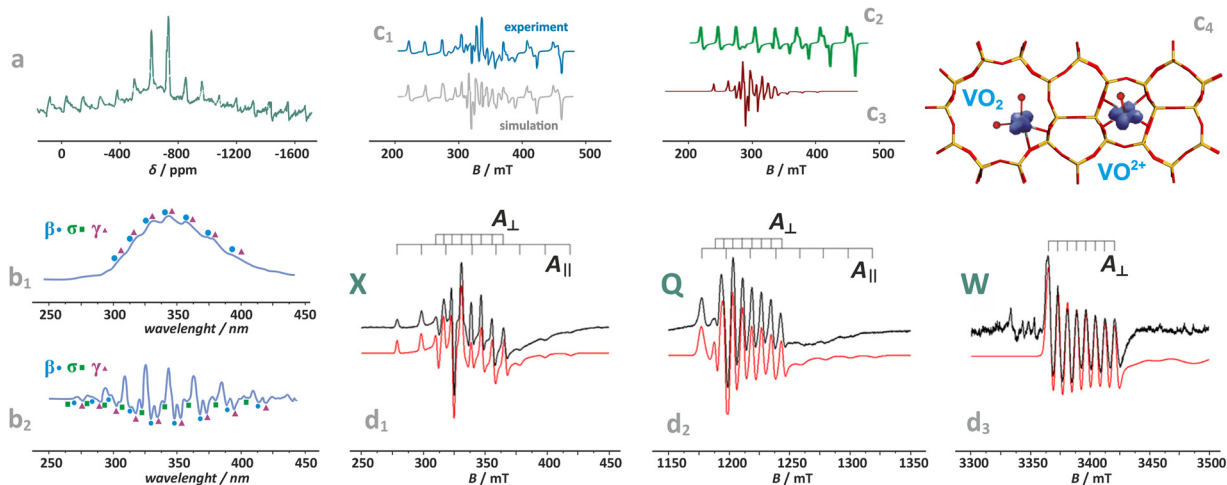 a
0 -400 -800 -1200 -1600
δ / ppm
c1
experiment
simulation
200 300 400 500
B / mT
c2
c3
200 300 400 500
B / mT
c4
VO2
VO2+
β σ γ
b1
250 300 350 400 450
wavelenght / nm
β σ γ
b2
250 300 350 400 450
wavelenght / nm
A⊥
A||
X
d1
250 300 350 400 450
B / mT
A⊥
A||
Q
d2
1150 1200 1250 1300 1350
B / mT
A⊥
W
d3
3300 3400 3500
B / mT